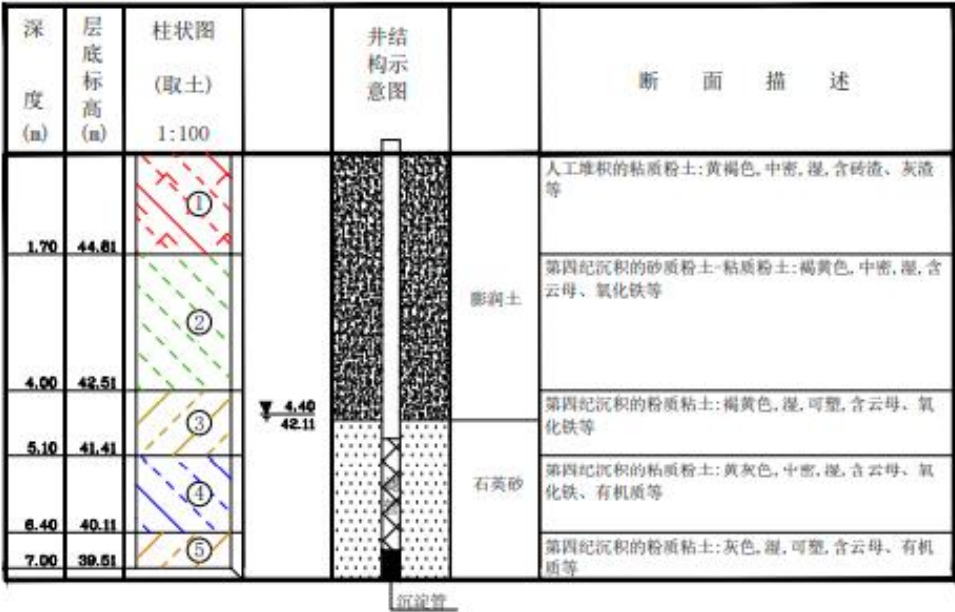 深度(m)
层底标高(m)
柱状图
(取土)
1:100
井结构示意图
断面描述
①
1.70 44.81
人工堆积的粘质粉土:黄褐色,中密,湿,含砖渣、灰渣
等
②
4.00 42.51
第四纪沉积的砂质粉土-粘质粉土:褐黄色,中密,湿,含
云母、氧化铁等
膨润土
4.40
42.11
③
5.10 41.41
第四纪沉积的粉质粘土:褐黄色,湿,可塑,含云母、氧
化铁等
④
6.40 40.11
石英砂
第四纪沉积的粘质粉土:黄灰色,中密,湿,含云母、氧
化铁、有机质等
⑤
7.00 39.51
第四纪沉积的粉质粘土:灰色,湿,可塑,含云母、有机
质等
沉淀管